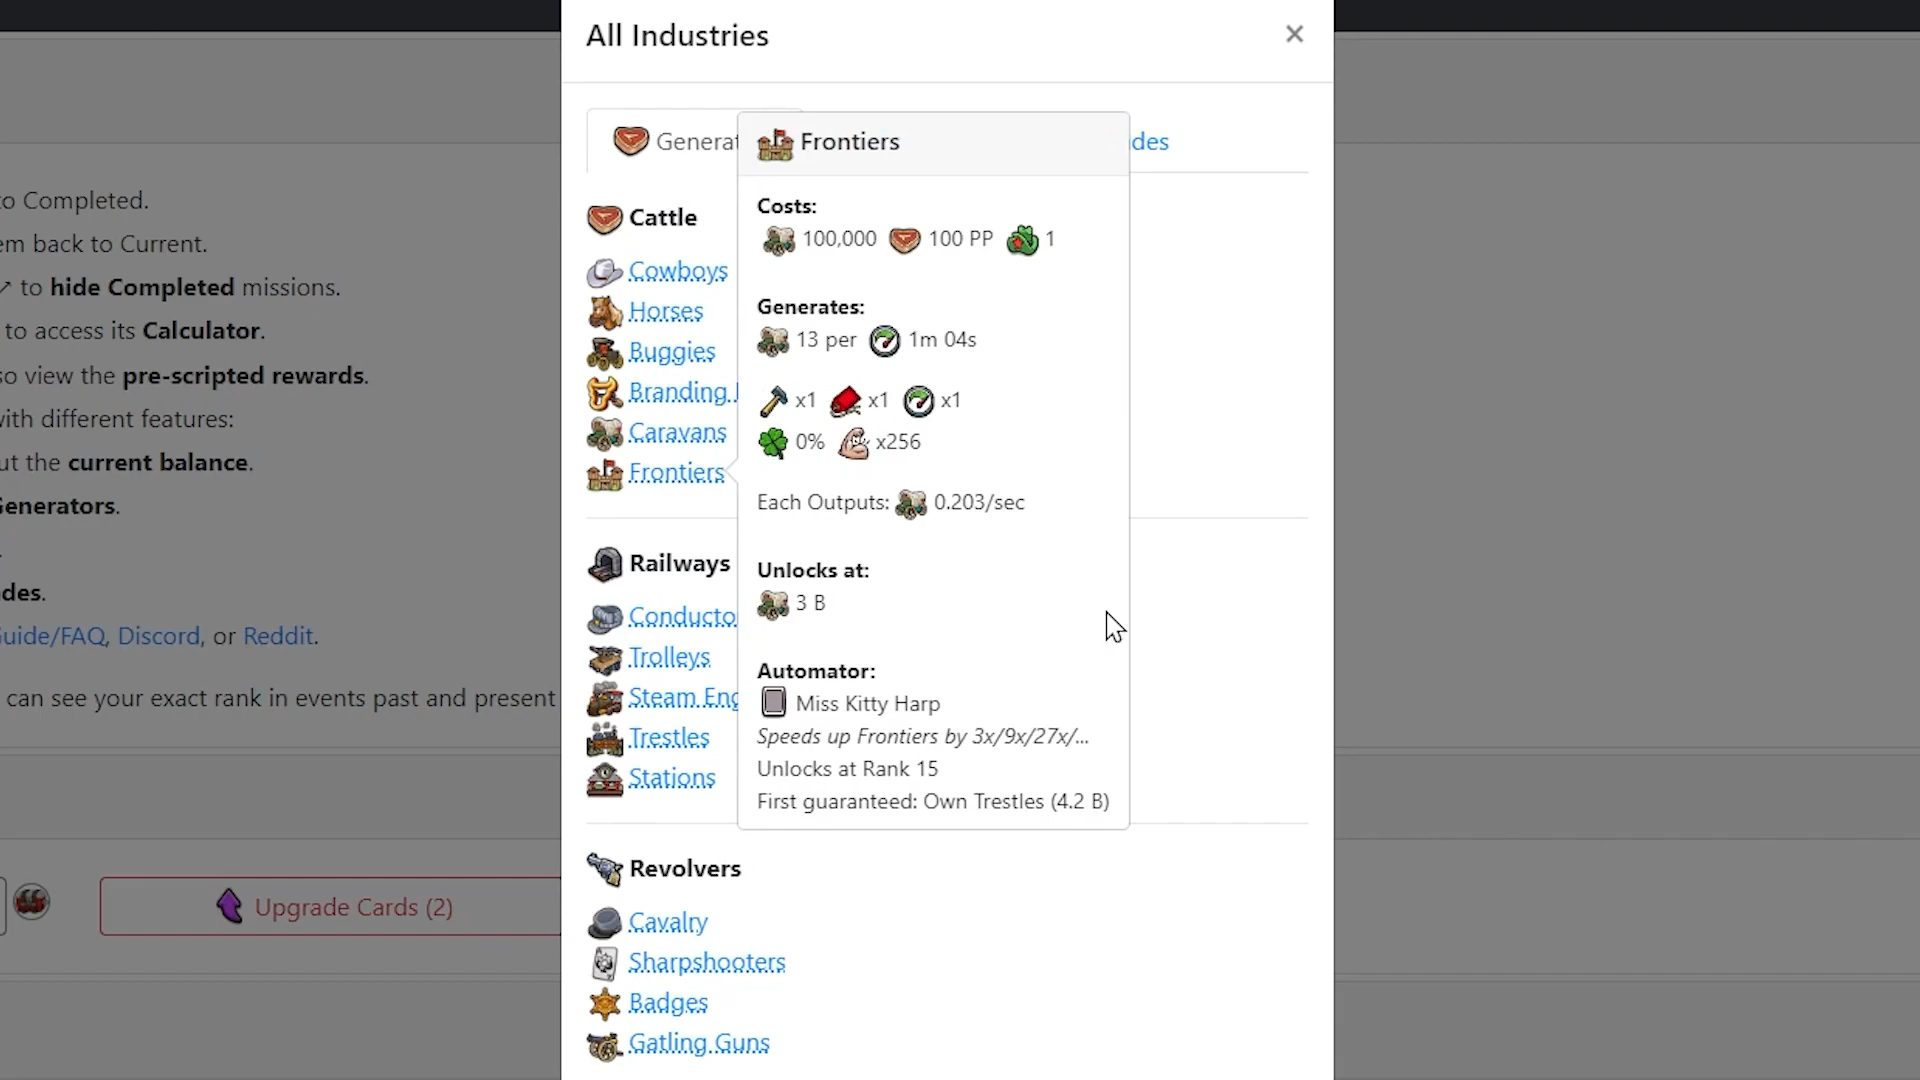 All Industries
×
Generat
des
Frontiers
Costs:
100,000 100 PP 1
Generates:
13 per 1m 04s
x1 x1 x1
0% x256
Each Outputs: 0.203/sec
Unlocks at:
3 B
Automator:
Miss Kitty Harp
Speeds up Frontiers by 3x/9x/27x/...
Unlocks at Rank 15
First guaranteed: Own Trestles (4.2 B)
Cattle
Cowboys
Horses
Buggies
Branding
Caravans
Frontiers
Railways
Conducto
Trolleys
Steam Eng
Trestles
Stations
Revolvers
Cavalry
Sharpshooters
Badges
Gatling Guns
to Completed.
em back to Current.
to hide Completed missions.
to access its Calculator.
so view the pre-scripted rewards.
with different features:
ut the current balance.
Generators.
.
des.
Guide/FAQ, Discord, or Reddit.
can see your exact rank in events past and present
Upgrade Cards (2)